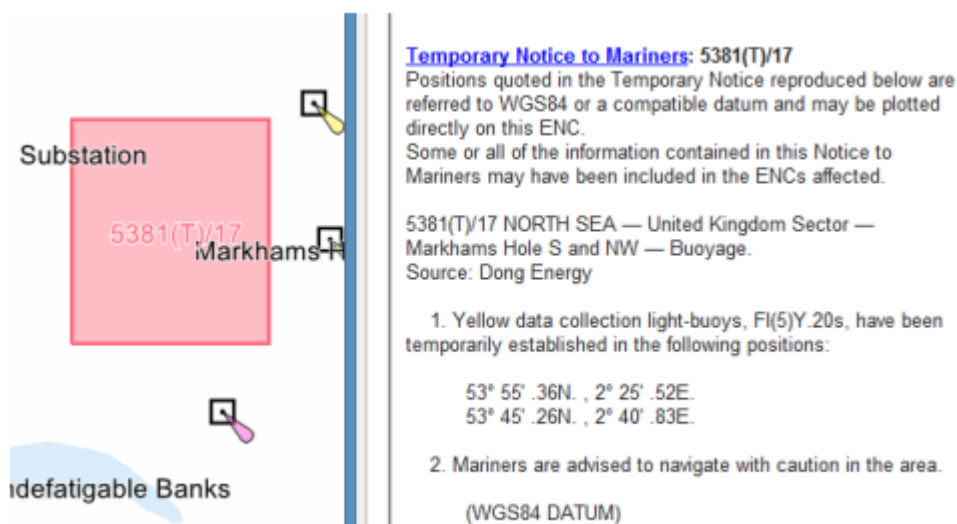 Substation
5381(T)/17
Markhams-H
ndefatigable Banks
Temporary Notice to Mariners: 5381(T)/17
Positions quoted in the Temporary Notice reproduced below are
referred to WGS84 or a compatible datum and may be plotted
directly on this ENC.
Some or all of the information contained in this Notice to
Mariners may have been included in the ENCs affected.
5381(T)/17 NORTH SEA — United Kingdom Sector —
Markhams Hole S and NW — Buoyage.
Source: Dong Energy
1. Yellow data collection light-buoys, Fl(5)Y.20s, have been
temporarily established in the following positions:
53° 55' .36N. , 2° 25' .52E.
53° 45' .26N. , 2° 40' .83E.
2. Mariners are advised to navigate with caution in the area.
(WGS84 DATUM)